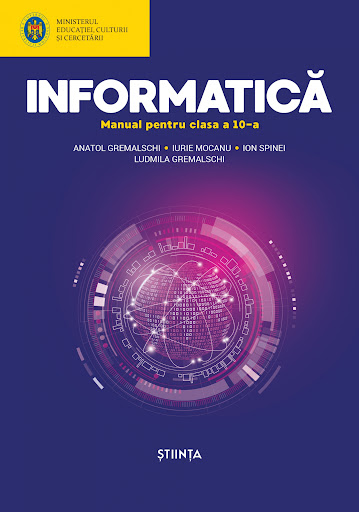 MINISTERUL
EDUCAȚIEI, CULTURII
ȘI CERCETĂRII
INFORMATICĂ
Manual pentru clasa a 10-a
ANATOL GREMALSCHI • IURIE MOCANU • ION SPINEI
LUDMILA GREMALSCHI
ȘTIINȚA